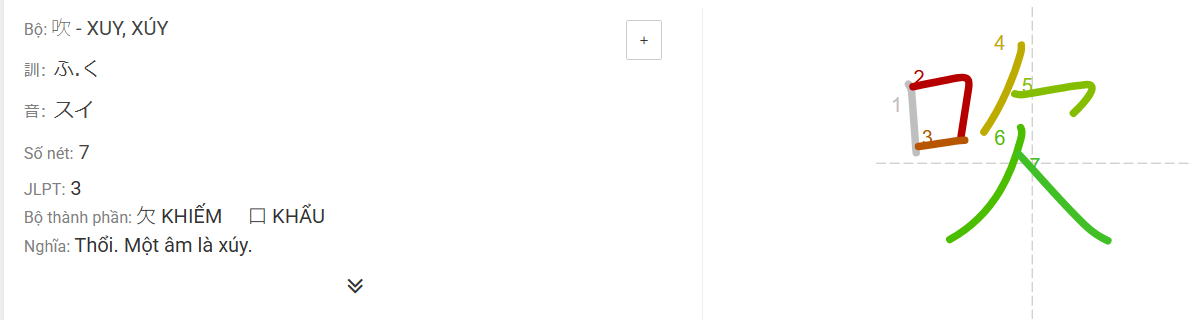 Bộ: 吹 - XUY, XÚY
+
訓: ふ.く
音: スイ
Số nét: 7
JLPT: 3
Bộ thành phần: 欠 KHIẾM 口 KHẨU
Nghĩa: Thổi. Một âm là xúy.
吹
1
2
3
4
5
6
7